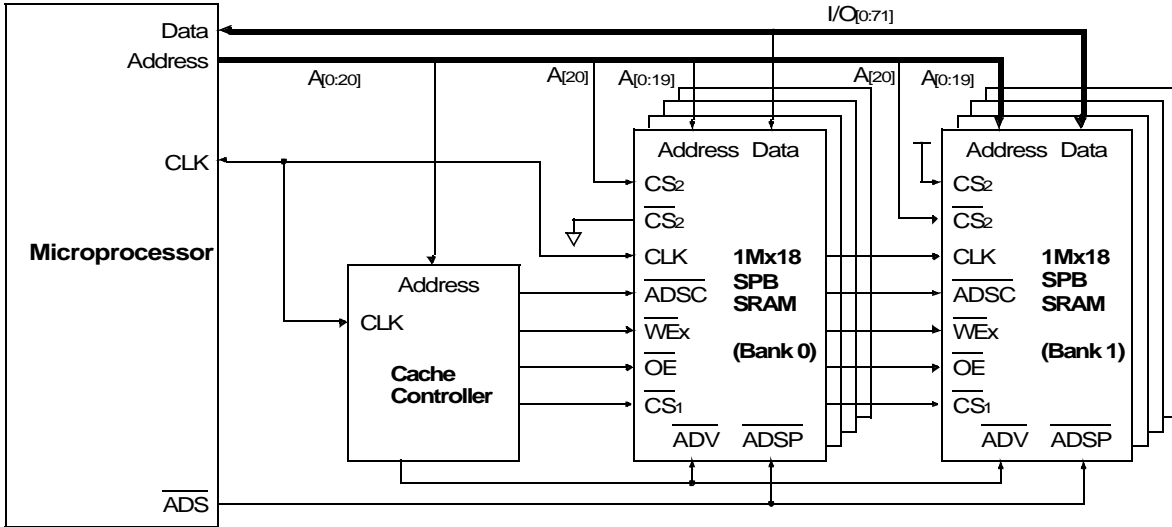 I/O[0:71]
Data
Address
A[0:20]
A[20]
A[0:19]
A[20]
A[0:19]
CLK
Microprocessor
ADS
Address
CLK
Cache
Controller
Address Data
CS2
CS2
CLK
ADSC
WEx
OE
CS1
ADV ADSP
1Mx18
SPB
SRAM
(Bank 0)
Address Data
CS2
CS2
CLK
ADSC
WEx
OE
CS1
ADV ADSP
1Mx18
SPB
SRAM
(Bank 1)